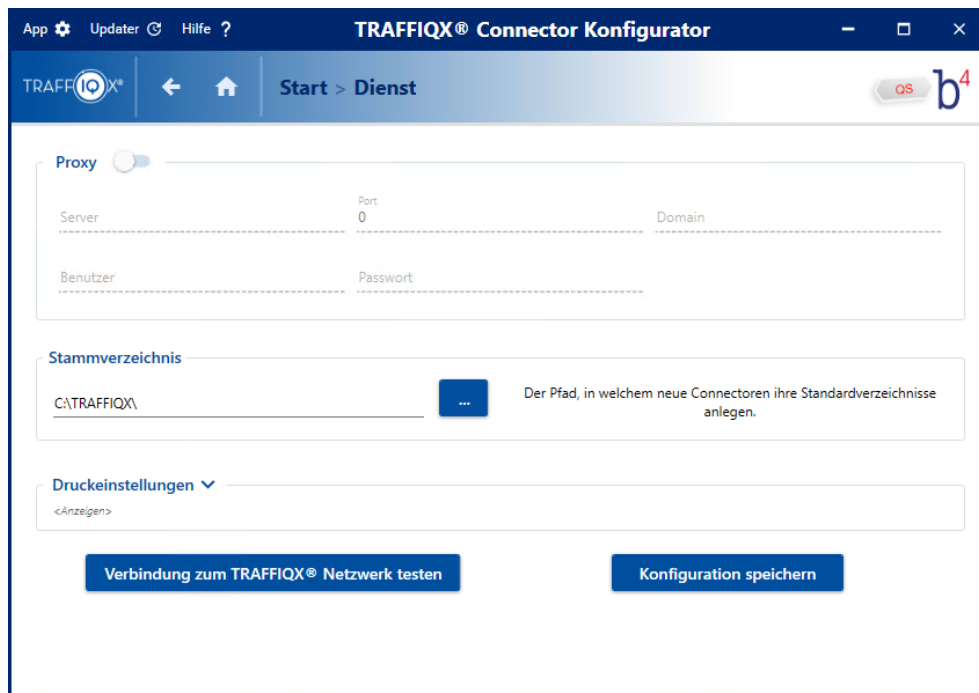 App Updater Hilfe ? TRAFFIQX® Connector Konfigurator
TRAFFIQX® Start > Dienst QS b4
Proxy
Port
Server 0 Domain
Benutzer Passwort
Stammverzeichnis
C:\TRAFFIQX\ ... Der Pfad, in welchem neue Connectoren ihre Standardverzeichnisse
anlegen.
Druckeinstellungen
<Anzeigen>
Verbindung zum TRAFFIQX® Netzwerk testen Konfiguration speichern